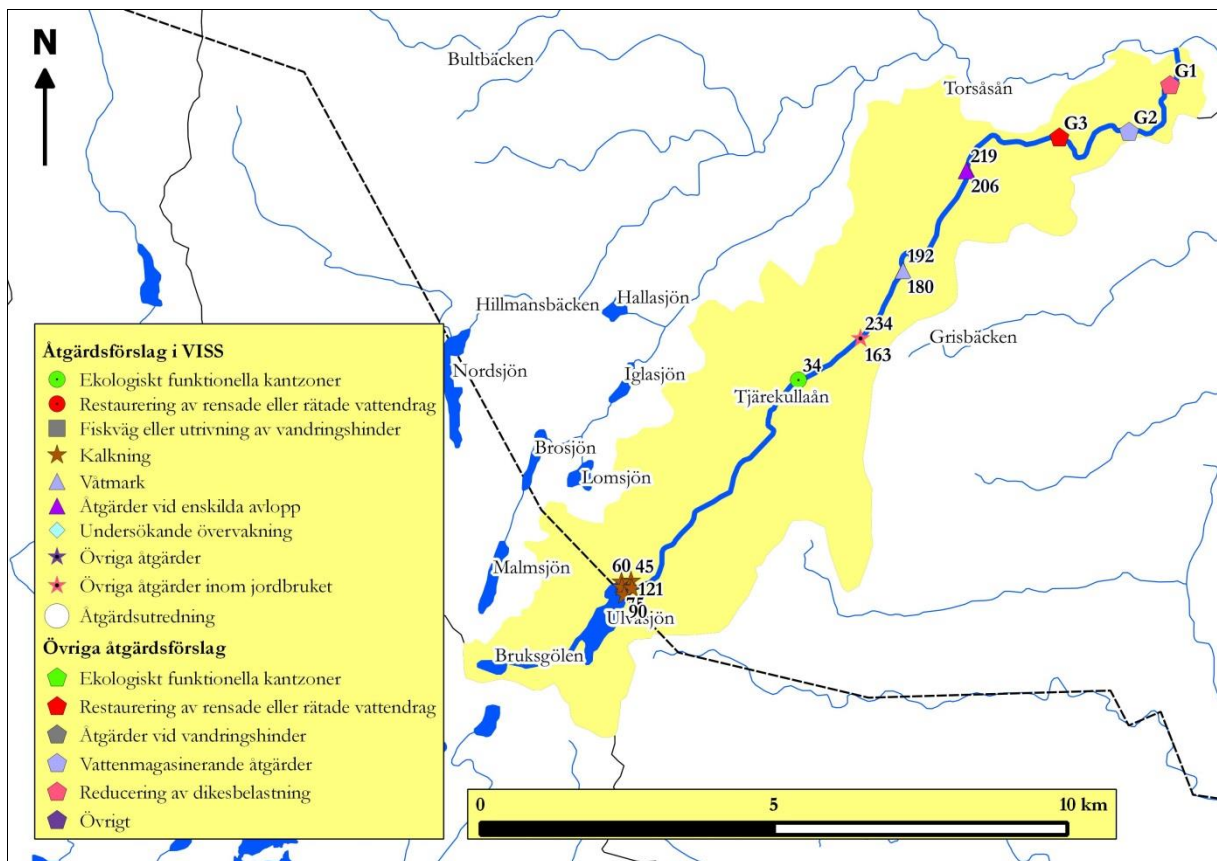 N
Bultbäcken
Torsåsån
G1
G3
G2
219
206
192
180
Hillmansbäcken
Hallasjön
234
163
Grisbäcken
Nordsjön
Iglasjön
34
Tjärekullaån
Brosjön
Lomsjön
Malmsjön
60
45
121
75
90
Ulvasjön
Bruksgölen
Åtgärdsförslag i VISS
Ekologiskt funktionella kantzoner
Restaurering av rensade eller rätade vattendrag
Fiskväg eller utrivning av vandringshinder
Kalkning
Våtmark
Åtgärder vid enskilda avlopp
Undersökande övervakning
Övriga åtgärder
Övriga åtgärder inom jordbruket
Åtgärdsutredning
Övriga åtgärdsförslag
Ekologiskt funktionella kantzoner
Restaurering av rensade eller rätade vattendrag
Åtgärder vid vandringshinder
Vattenmagasinerande åtgärder
Reducering av dikesbelastning
Övrigt
0 5 10 km